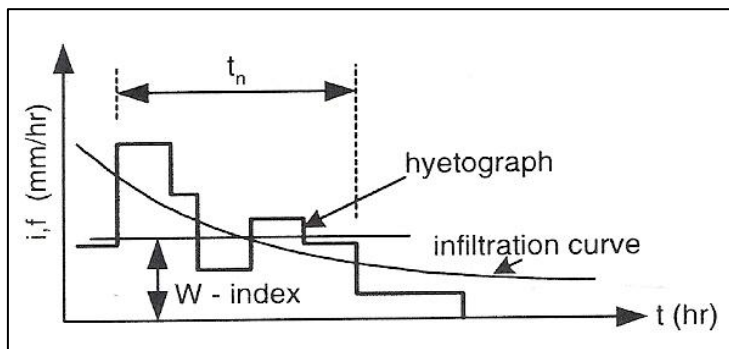 tn
i,f (mm/hr)
hyetograph
infiltration curve
W - index
t (hr)